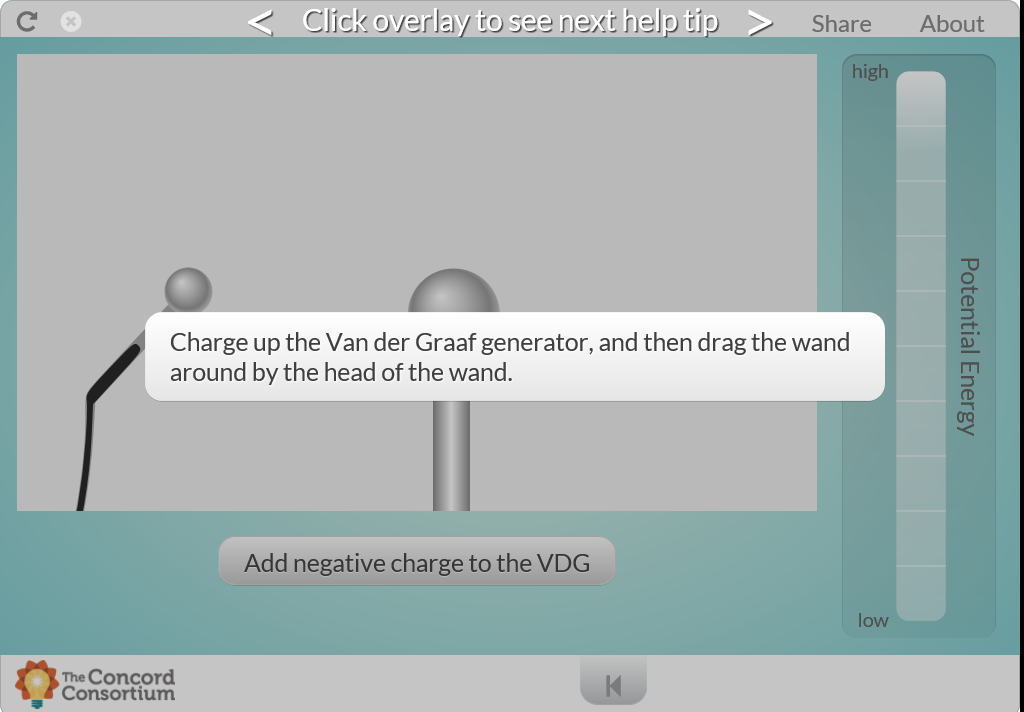 < Click overlay to see next help tip > Share About
high
Charge up the Van der Graaf generator, and then drag the wand
around by the head of the wand.
Potential Energy
Add negative charge to the VDG
low
The Concord
Consortium